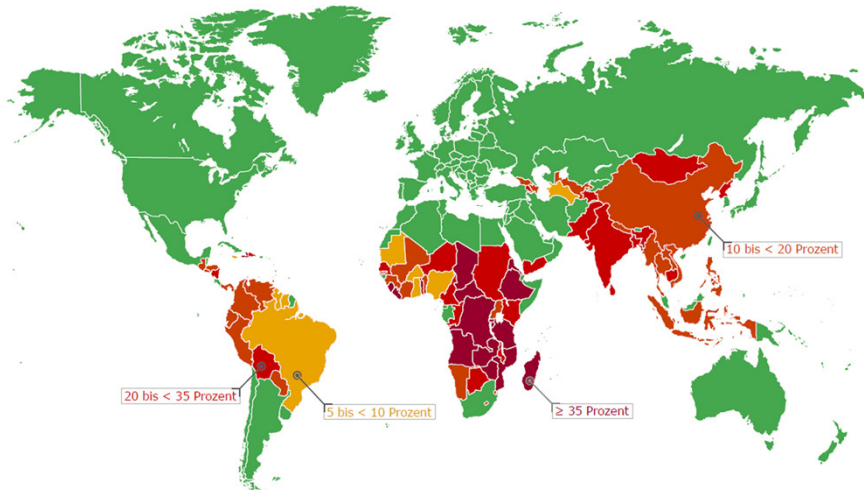 10 bis < 20 Prozent
20 bis < 35 Prozent
5 bis < 10 Prozent
≥ 35 Prozent